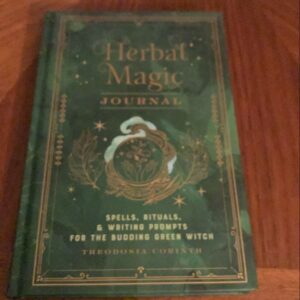 Herbal
Magic
JOURNAL
SPELLS, RITUALS,
& WRITING PROMPTS
FOR THE BUDDING GREEN WITCH
THEODOSIA CORINTH